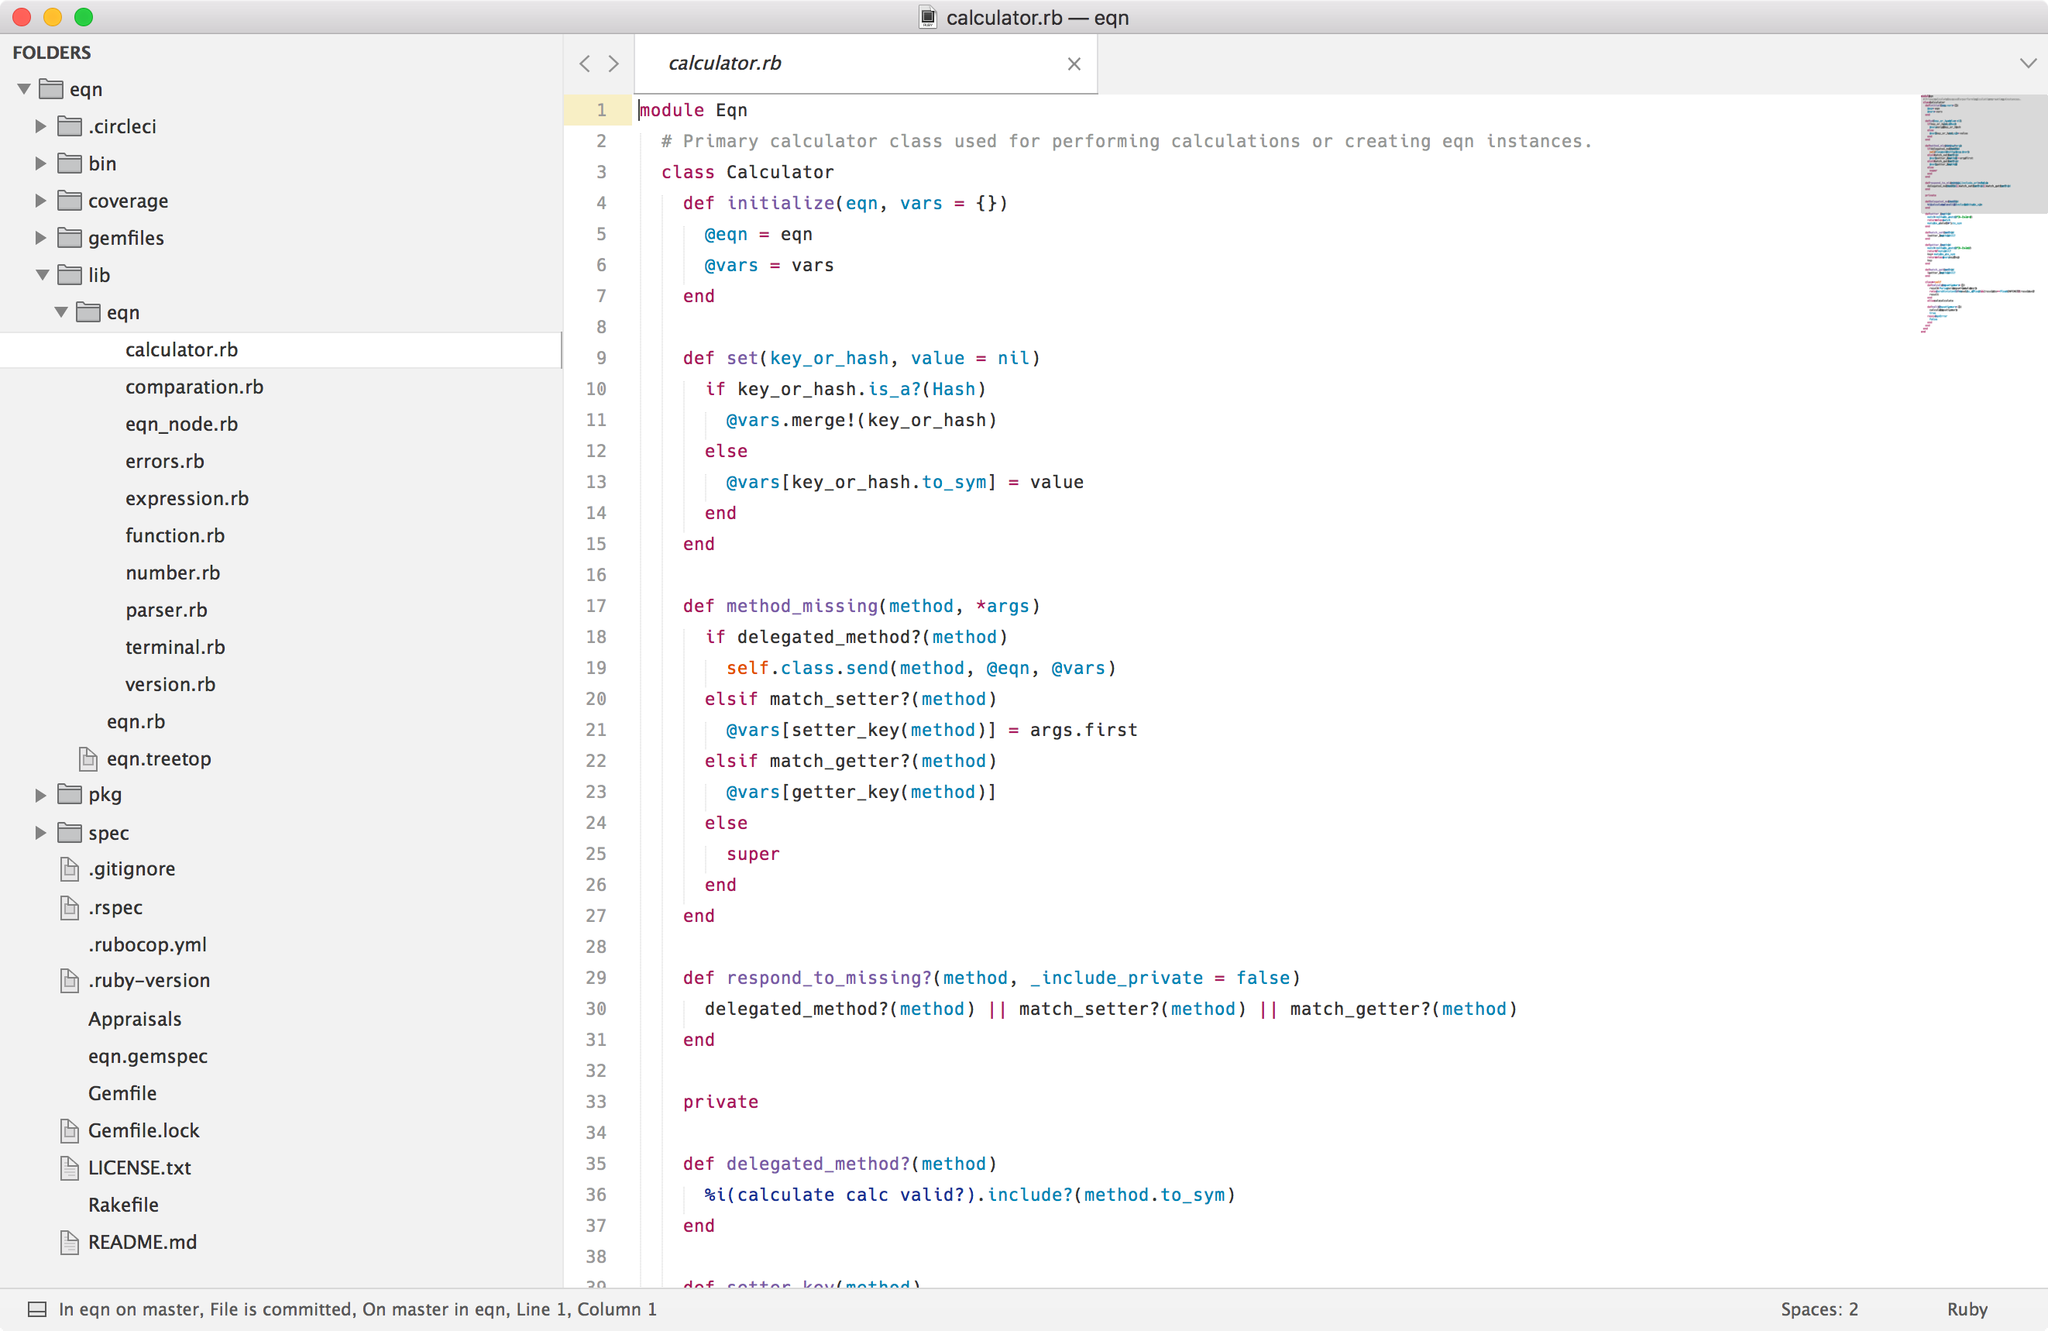 calculator.rb — eqn
FOLDERS
eqn
.circleci
bin
coverage
gemfiles
lib
eqn
calculator.rb
comparation.rb
eqn_node.rb
errors.rb
expression.rb
function.rb
number.rb
parser.rb
terminal.rb
version.rb
eqn.rb
eqn.treetop
pkg
spec
.gitignore
.rspec
.rubocop.yml
.ruby-version
Appraisals
eqn.gemspec
Gemfile
Gemfile.lock
LICENSE.txt
Rakefile
README.md
calculator.rb
1 module Eqn
2 # Primary calculator class used for performing calculations or creating eqn instances.
3 class Calculator
4 def initialize(eqn, vars = {})
5 @eqn = eqn
6 @vars = vars
7 end
8
9 def set(key_or_hash, value = nil)
10 if key_or_hash.is_a?(Hash)
11 @vars.merge!(key_or_hash)
12 else
13 @vars[key_or_hash.to_sym] = value
14 end
15 end
16
17 def method_missing(method, *args)
18 if delegated_method?(method)
19 self.class.send(method, @eqn, @vars)
20 elsif match_setter?(method)
21 @vars[setter_key(method)] = args.first
22 elsif match_getter?(method)
23 @vars[getter_key(method)]
24 else
25 super
26 end
27 end
28
29 def respond_to_missing?(method, _include_private = false)
30 delegated_method?(method) || match_setter?(method) || match_getter?(method)
31 end
32
33 private
34
35 def delegated_method?(method)
36 %i(calculate calc valid?).include?(method.to_sym)
37 end
38
39 def setter_key(method)
In eqn on master, File is committed, On master in eqn, Line 1, Column 1
Spaces: 2
Ruby